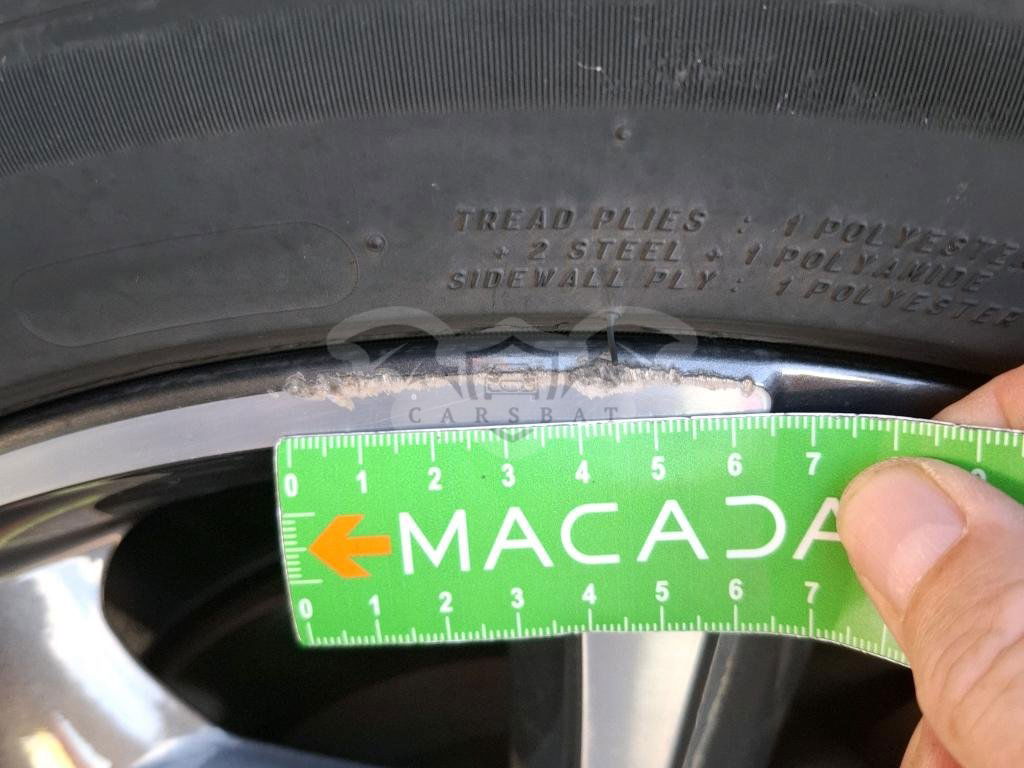 TREAD PLIES : 1 POLYESTER
+ 2 STEEL + 1 POLYAMIDE
SIDEWALL PLY : 1 POLYESTER
CARSBAT
0 1 2 3 4 5 6 7 8
MACADA
0 1 2 3 4 5 6 7